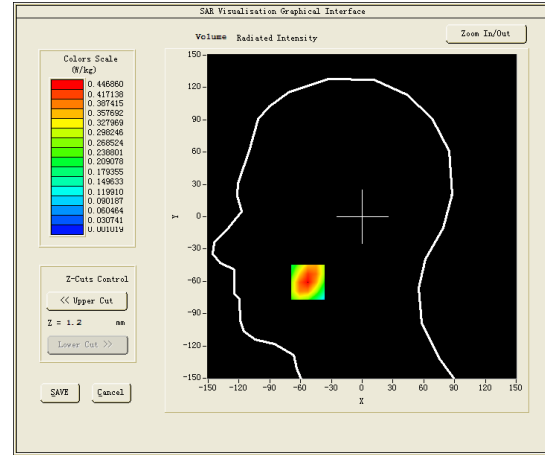 SAR Visualisation Graphical Interface
Volume Radiated Intensity
Zoom In/Out
Colors Scale
(W/kg)
0.446860
0.417138
0.387415
0.357692
0.327969
0.298246
0.268524
0.238801
0.209078
0.179355
0.149633
0.119910
0.090187
0.060464
0.030741
0.001019
Z-Cuts Control
<< Upper Cut
Z = 1.2 mm
Lower Cut >>
SAVE
Cancel
150
120
90
60
30
0
-30
-60
-90
-120
-150
Y
-150 -120 -90 -60 -30 0 30 60 90 120 150
X